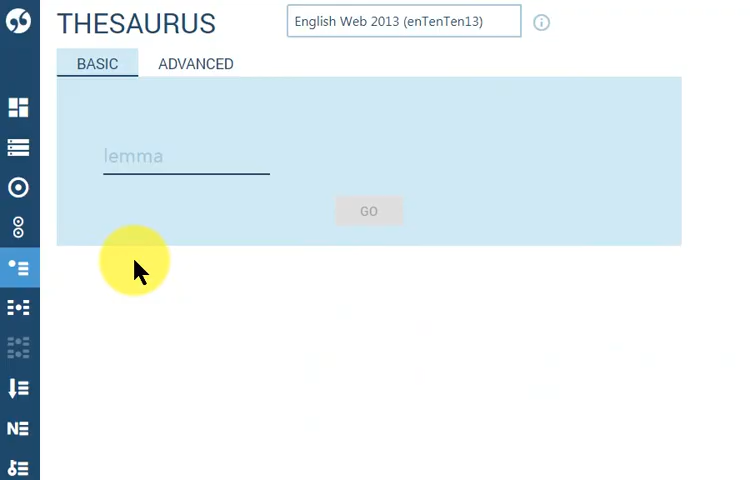 THESAURUS
English Web 2013 (enTenTen13)
BASIC
ADVANCED
lemma
GO
N